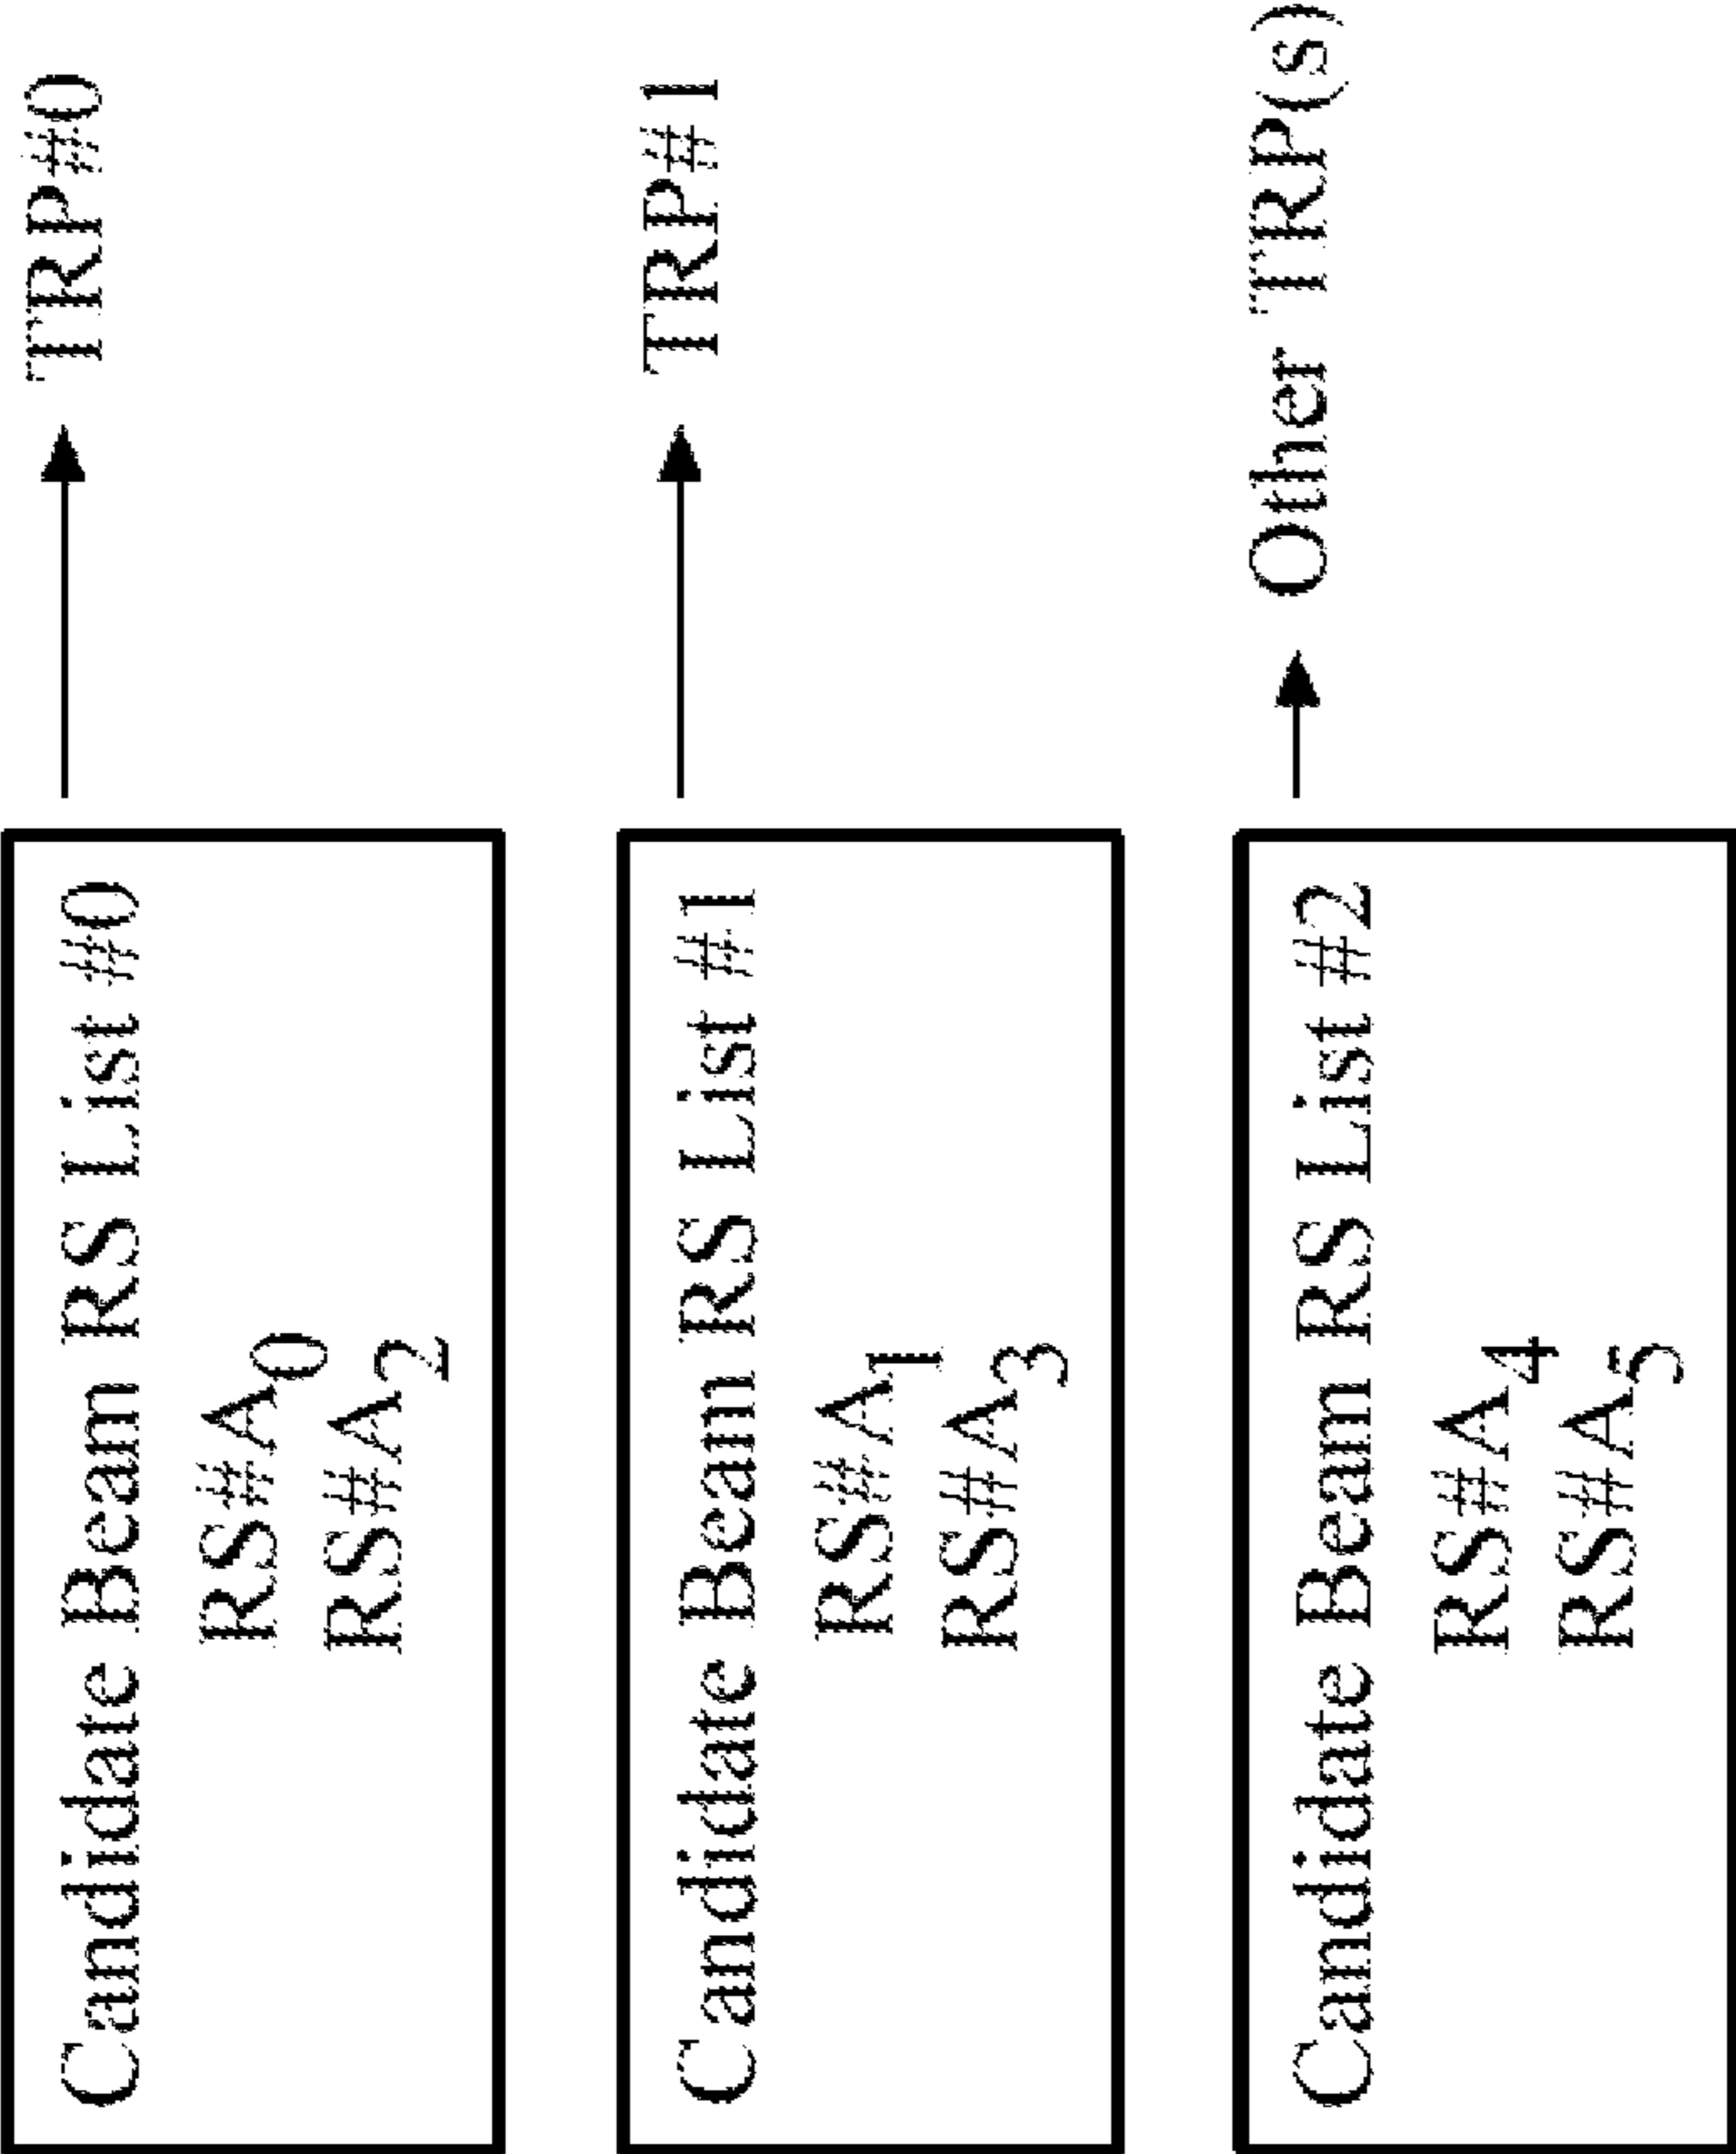 Candidate Beam RS List #0
RS#A0
RS#A2
TRP#0
Candidate Beam RS List #1
RS#A1
RS#A3
TRP#1
Candidate Beam RS List #2
RS#A4
RS#A5
Other TRP(s)